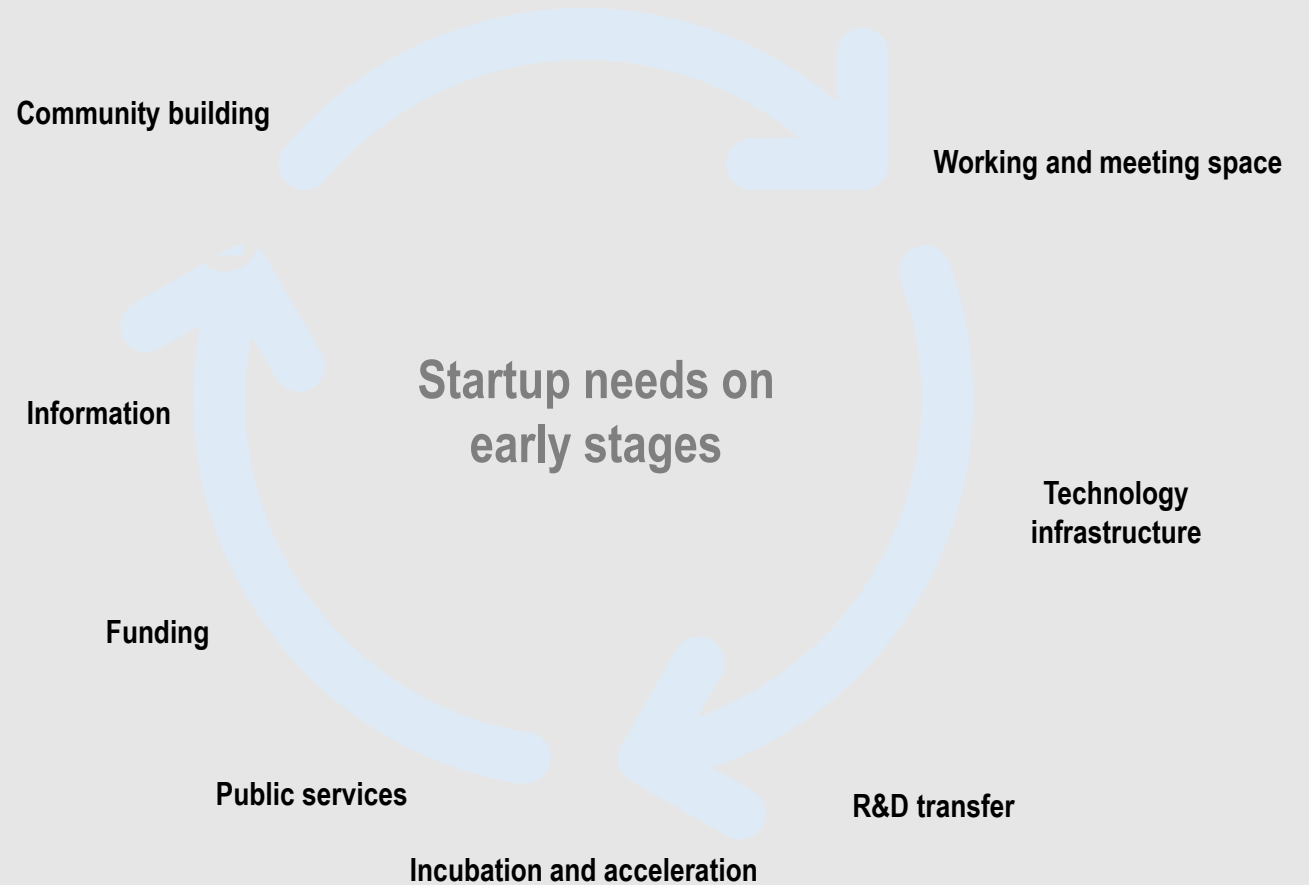 Community building
Working and meeting space
Startup needs on
early stages
Information
Technology
infrastructure
Funding
Public services
R&D transfer
Incubation and acceleration